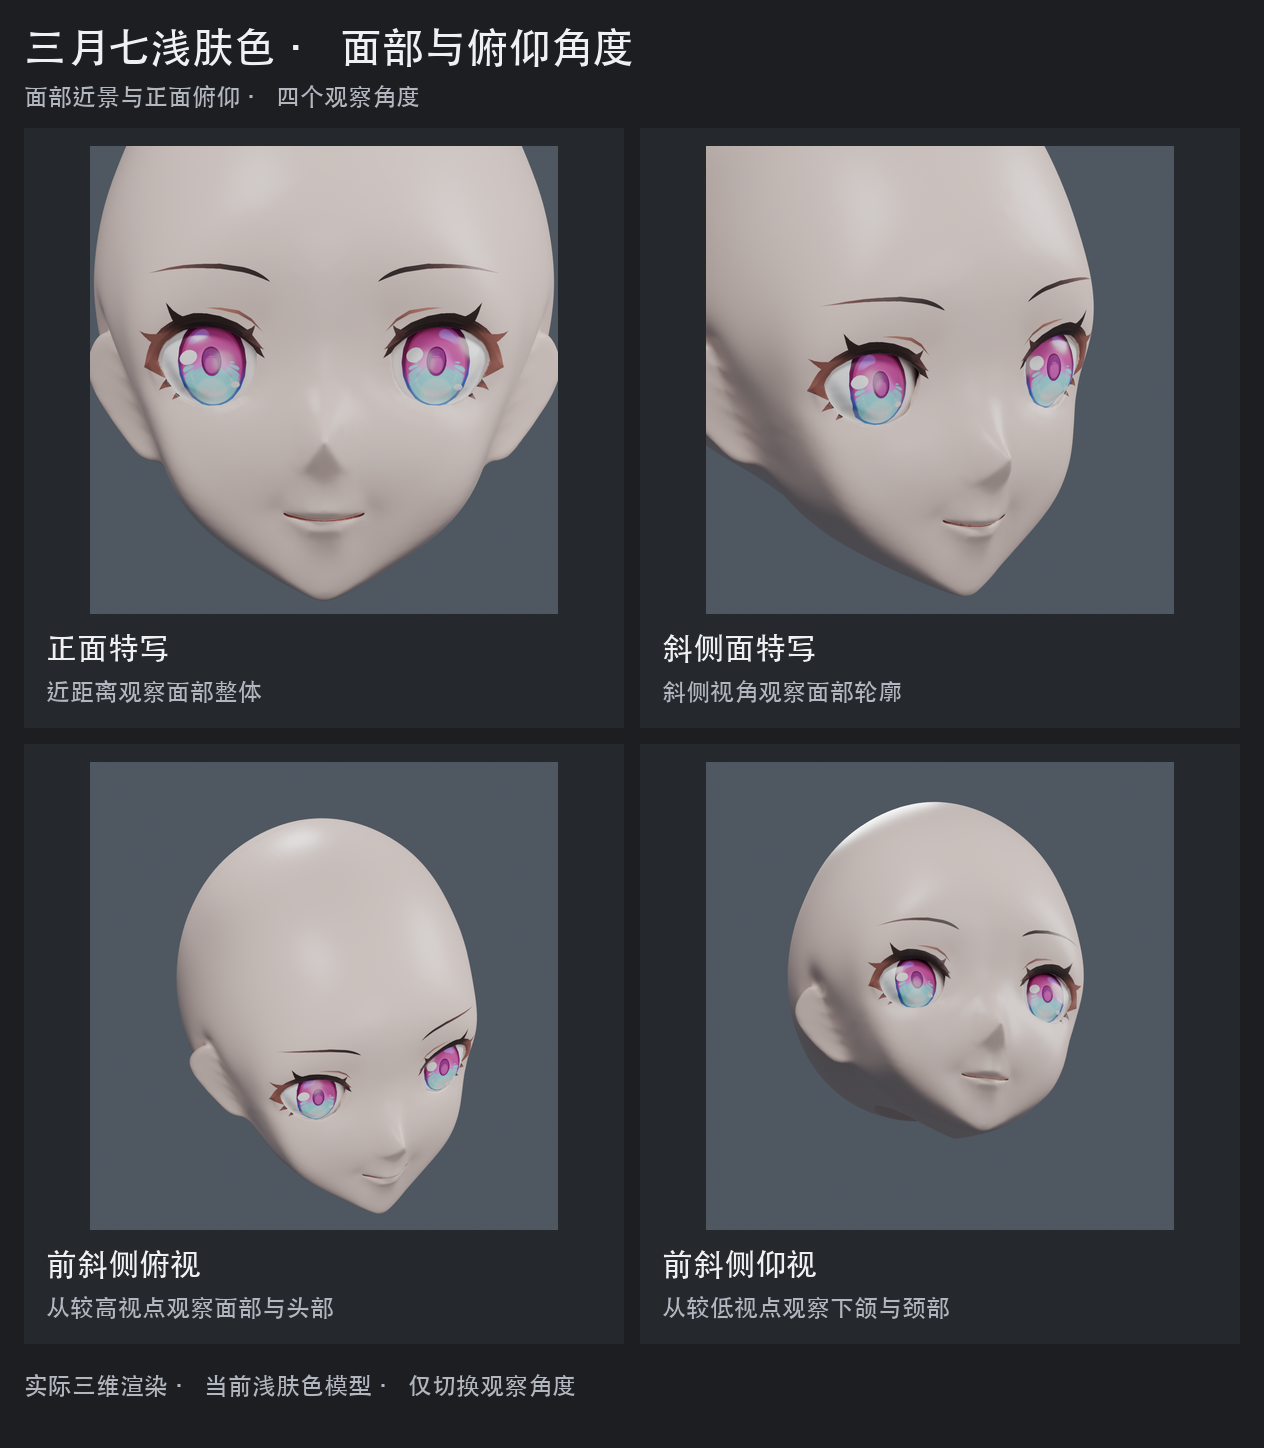 三月七浅肤色 · 面部与俯仰角度
面部近景与正面俯仰 · 四个观察角度
正面特写
近距离观察面部整体
斜侧面特写
斜侧视角观察面部轮廓
前斜侧俯视
从较高视点观察面部与头部
前斜侧仰视
从较低视点观察下颌与颈部
实际三维渲染 · 当前浅肤色模型 · 仅切换观察角度